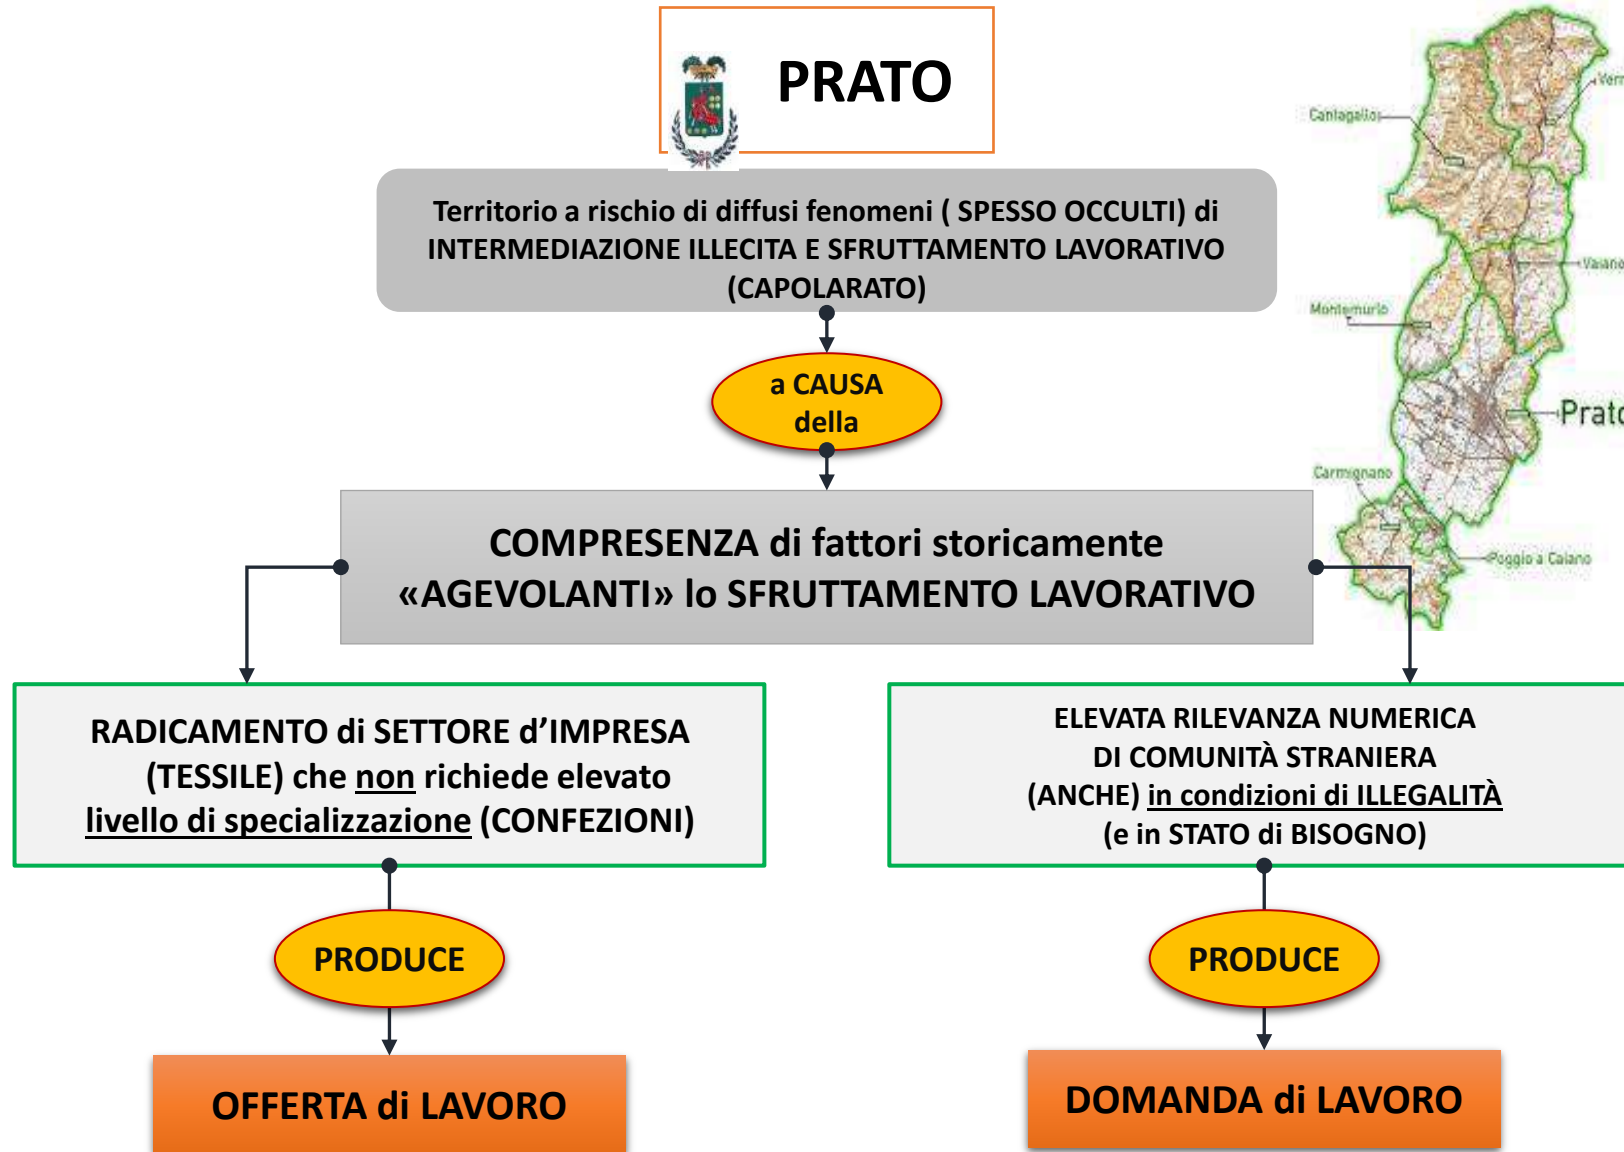 PRATO
Territorio a rischio di diffusi fenomeni ( SPESSO OCCULTI) di
INTERMEDIAZIONE ILLECITA E SFRUTTAMENTO LAVORATIVO
(CAPOLARATO)
a CAUSA
della
COMPRESENZA di fattori storicamente
«AGEVOLANTI» lo SFRUTTAMENTO LAVORATIVO
RADICAMENTO di SETTORE d'IMPRESA
(TESSILE) che non richiede elevato
livello di specializzazione (CONFEZIONI)
ELEVATA RILEVANZA NUMERICA
DI COMUNITÀ STRANIERA
(ANCHE) in condizioni di ILLEGALITÀ
(e in STATO di BISOGNO)
PRODUCE
PRODUCE
OFFERTA di LAVORO
DOMANDA di LAVORO
Vern
Cantagallo
Vaiano
Montemurlo
Prato
Carmignano
Poggio a Caiano